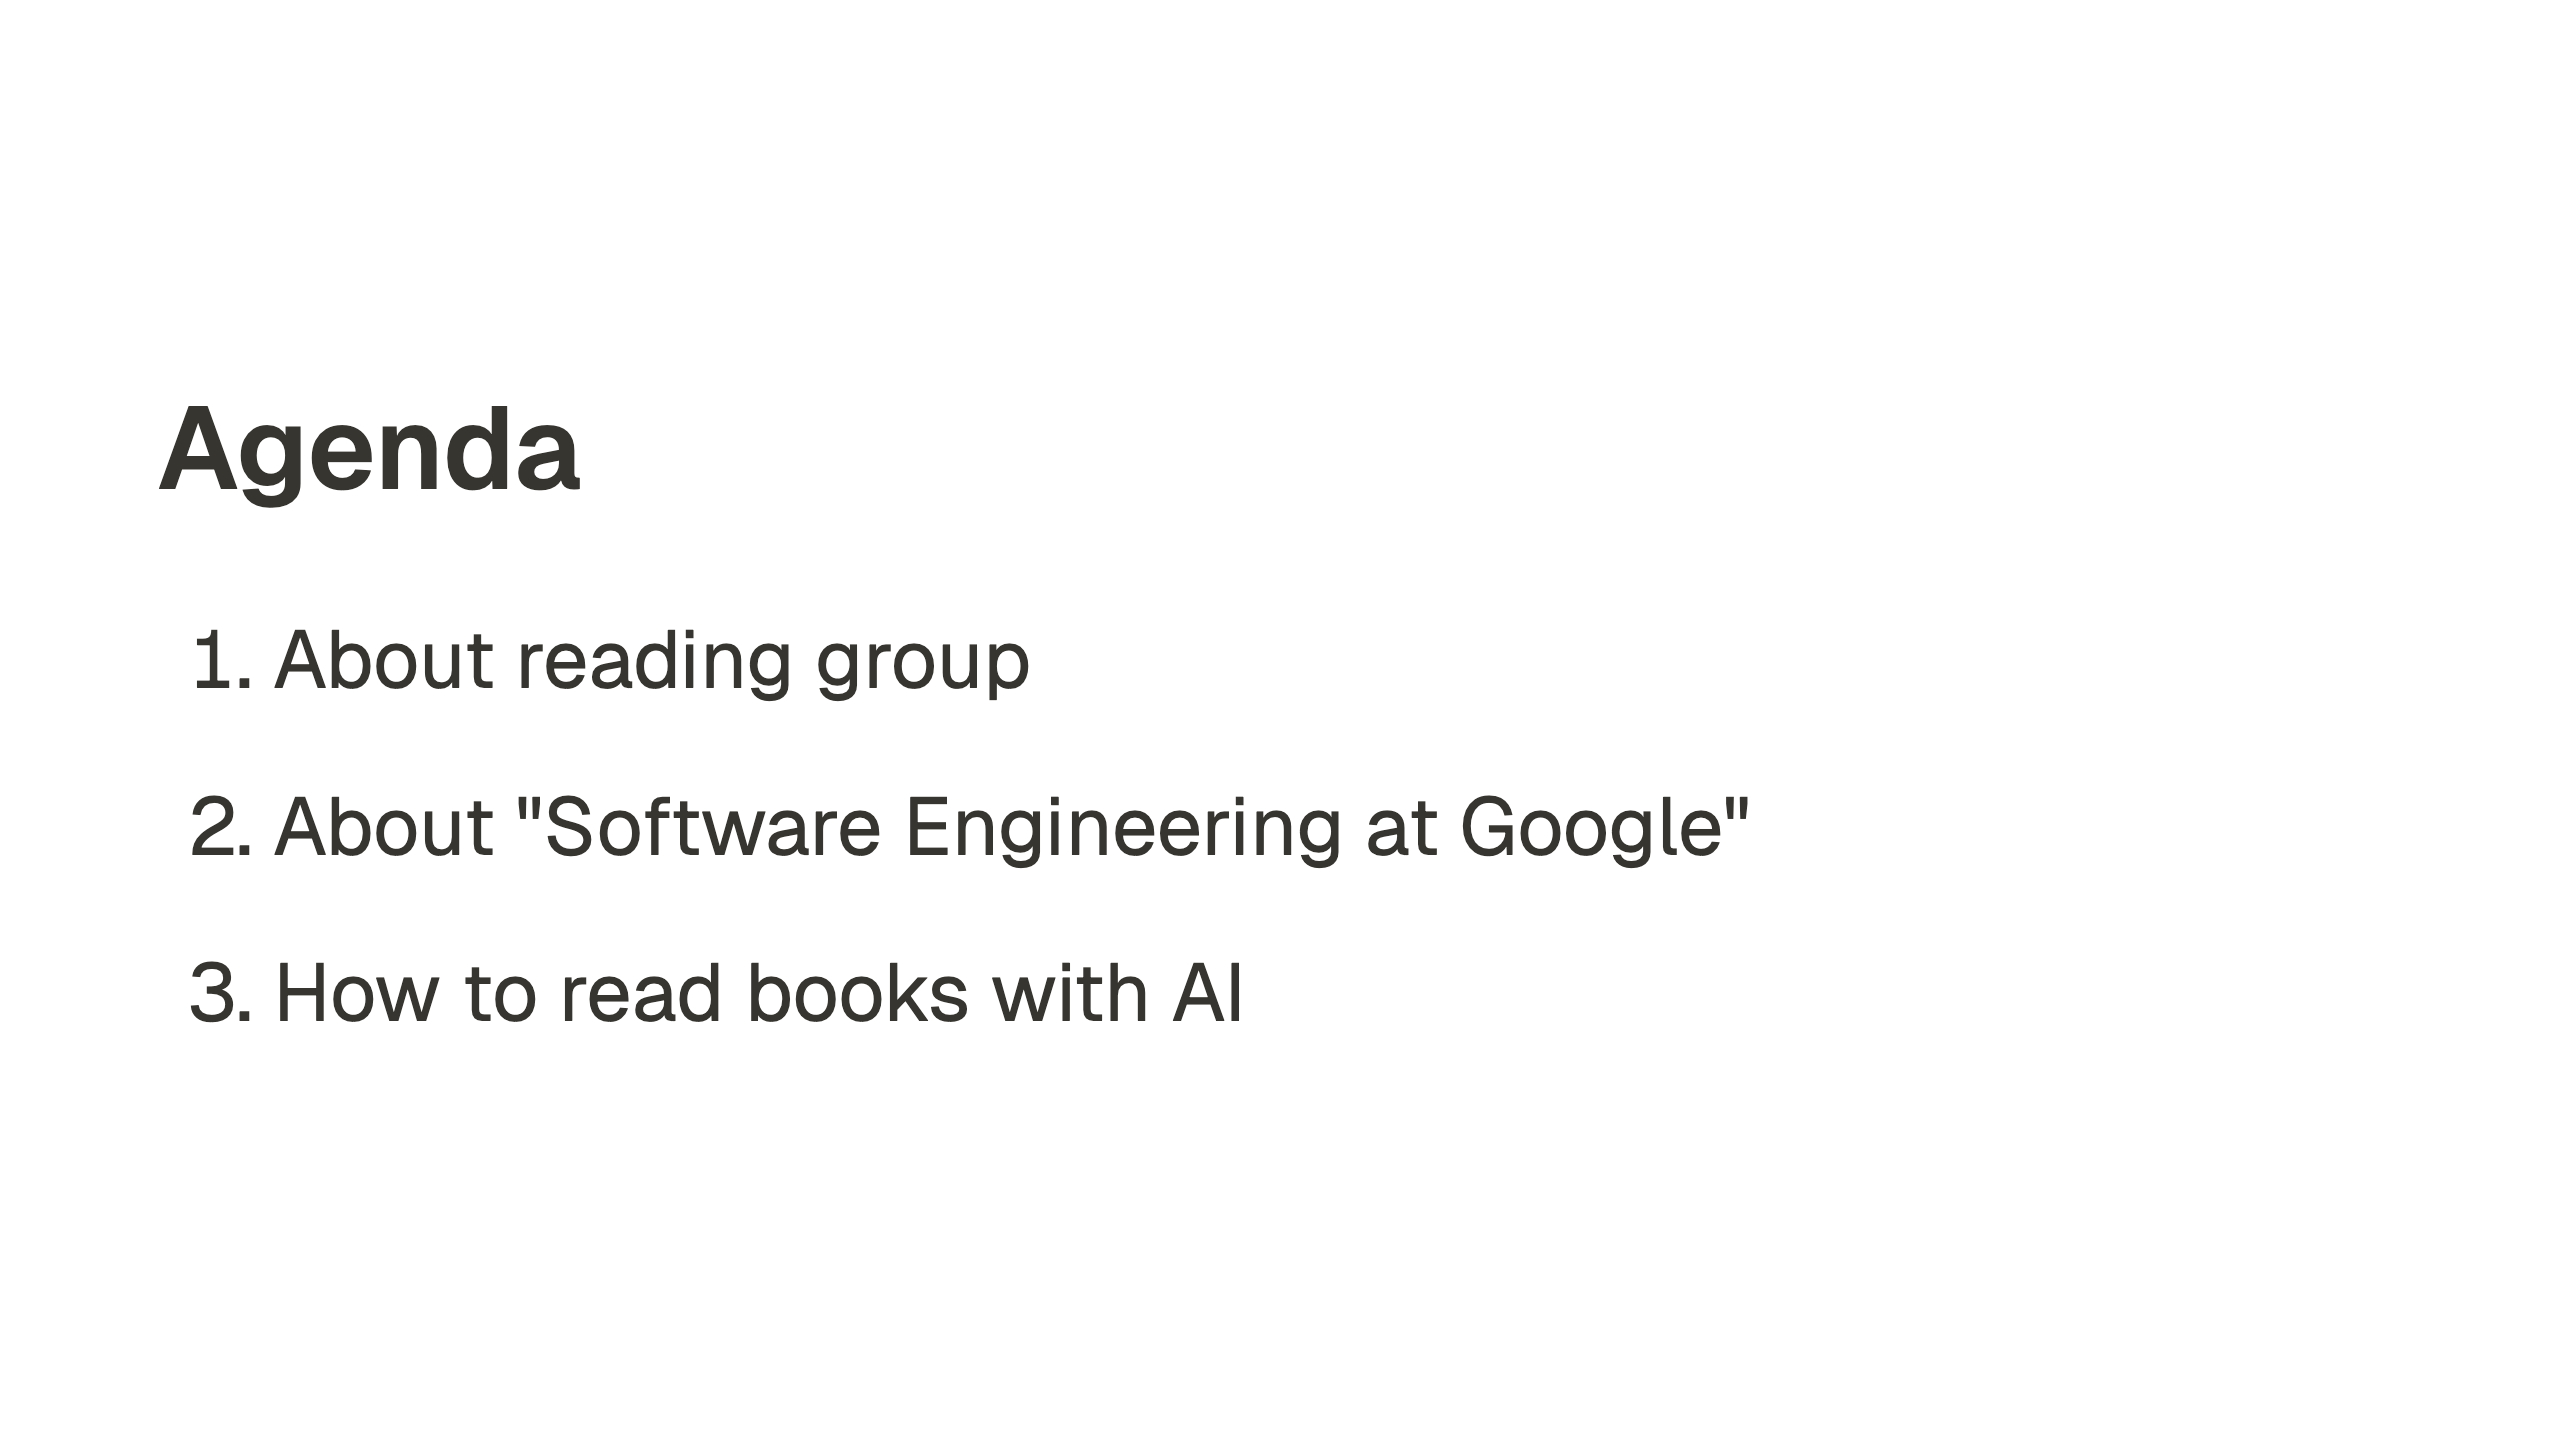 Agenda
1. About reading group
2. About "Software Engineering at Google"
3. How to read books with AI